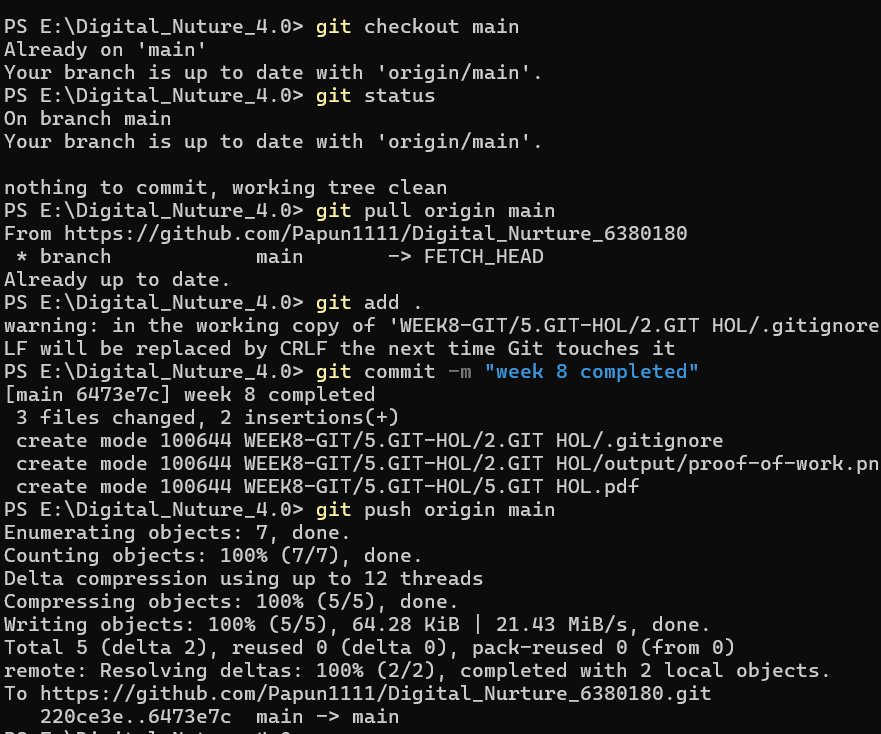 PS E:\Digital_Nuture_4.0> git checkout main
Already on 'main'
Your branch is up to date with 'origin/main'.
PS E:\Digital_Nuture_4.0> git status
On branch main
Your branch is up to date with 'origin/main'.
nothing to commit, working tree clean
PS E:\Digital_Nuture_4.0> git pull origin main
From https://github.com/Papun1111/Digital_Nurture_6380180
 * branch            main       -> FETCH_HEAD
Already up to date.
PS E:\Digital_Nuture_4.0> git add .
warning: in the working copy of 'WEEK8-GIT/5.GIT-HOL/2.GIT HOL/.gitignore
LF will be replaced by CRLF the next time Git touches it
PS E:\Digital_Nuture_4.0> git commit -m "week 8 completed"
[main 6473e7c] week 8 completed
 3 files changed, 2 insertions(+)
 create mode 100644 WEEK8-GIT/5.GIT-HOL/2.GIT HOL/.gitignore
 create mode 100644 WEEK8-GIT/5.GIT-HOL/2.GIT HOL/output/proof-of-work.pn
 create mode 100644 WEEK8-GIT/5.GIT-HOL/5.GIT HOL.pdf
PS E:\Digital_Nuture_4.0> git push origin main
Enumerating objects: 7, done.
Counting objects: 100% (7/7), done.
Delta compression using up to 12 threads
Compressing objects: 100% (5/5), done.
Writing objects: 100% (5/5), 64.28 KiB | 21.43 MiB/s, done.
Total 5 (delta 2), reused 0 (delta 0), pack-reused 0 (from 0)
remote: Resolving deltas: 100% (2/2), completed with 2 local objects.
To https://github.com/Papun1111/Digital_Nurture_6380180.git
   220ce3e..6473e7c  main -> main